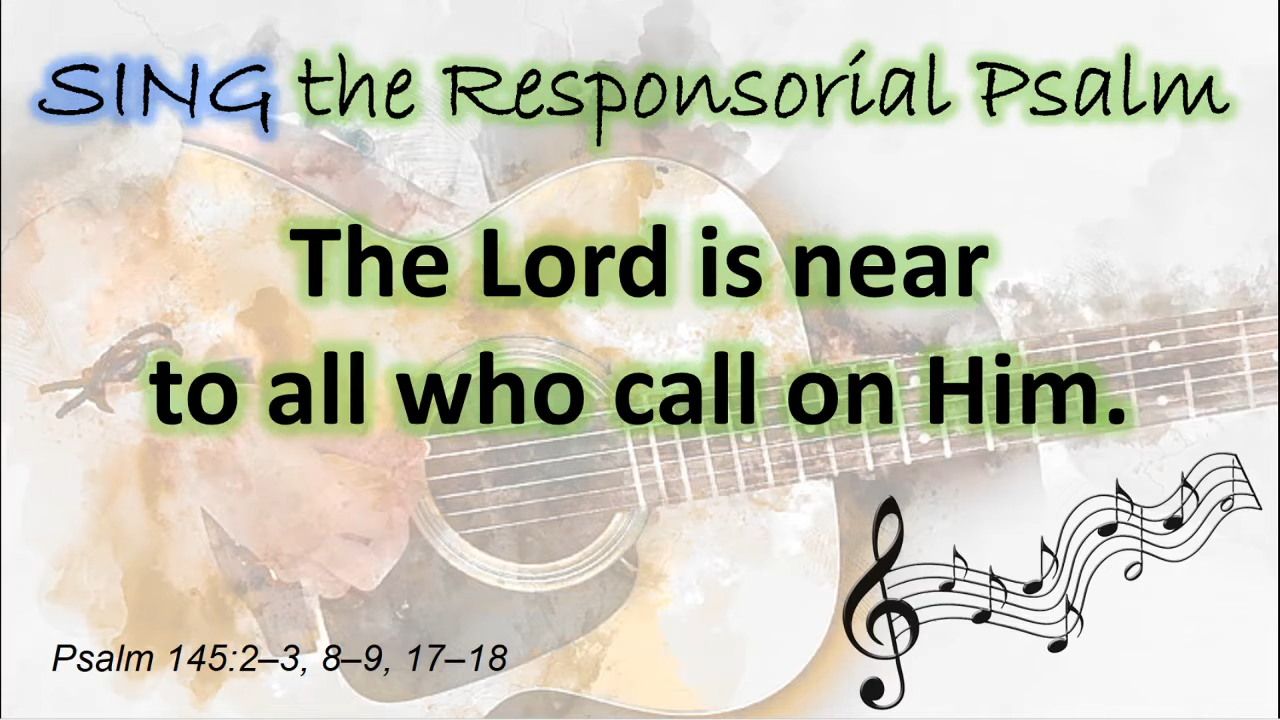 SING the Responsorial Psalm
The Lord is near
to all who call on Him.
Psalm 145:2–3, 8–9, 17–18